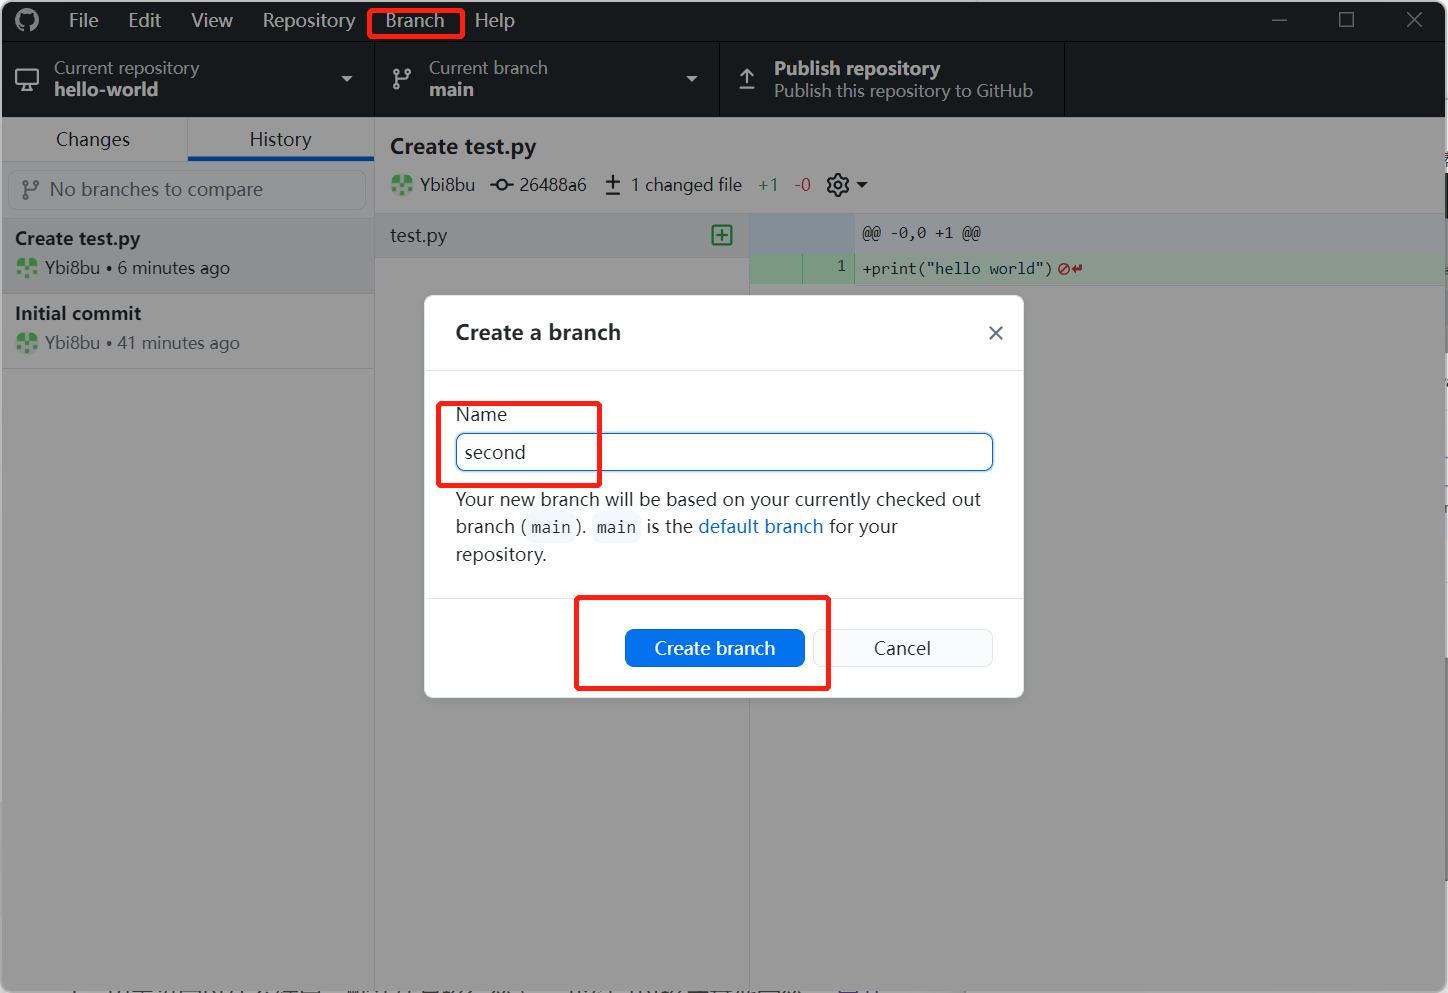 File Edit View Repository Branch Help
Current repository
hello-world
Current branch
main
Publish repository
Publish this repository to GitHub
Changes History
No branches to compare
Create test.py
Ybi8bu • 6 minutes ago
Initial commit
Ybi8bu • 41 minutes ago
Create test.py
Ybi8bu 26488a6 1 changed file +1 -0
test.py
@@ -0,0 +1 @@
1 +print("hello world")
Create a branch
Name
second
Your new branch will be based on your currently checked out
branch (main). main is the default branch for your
repository.
Create branch Cancel